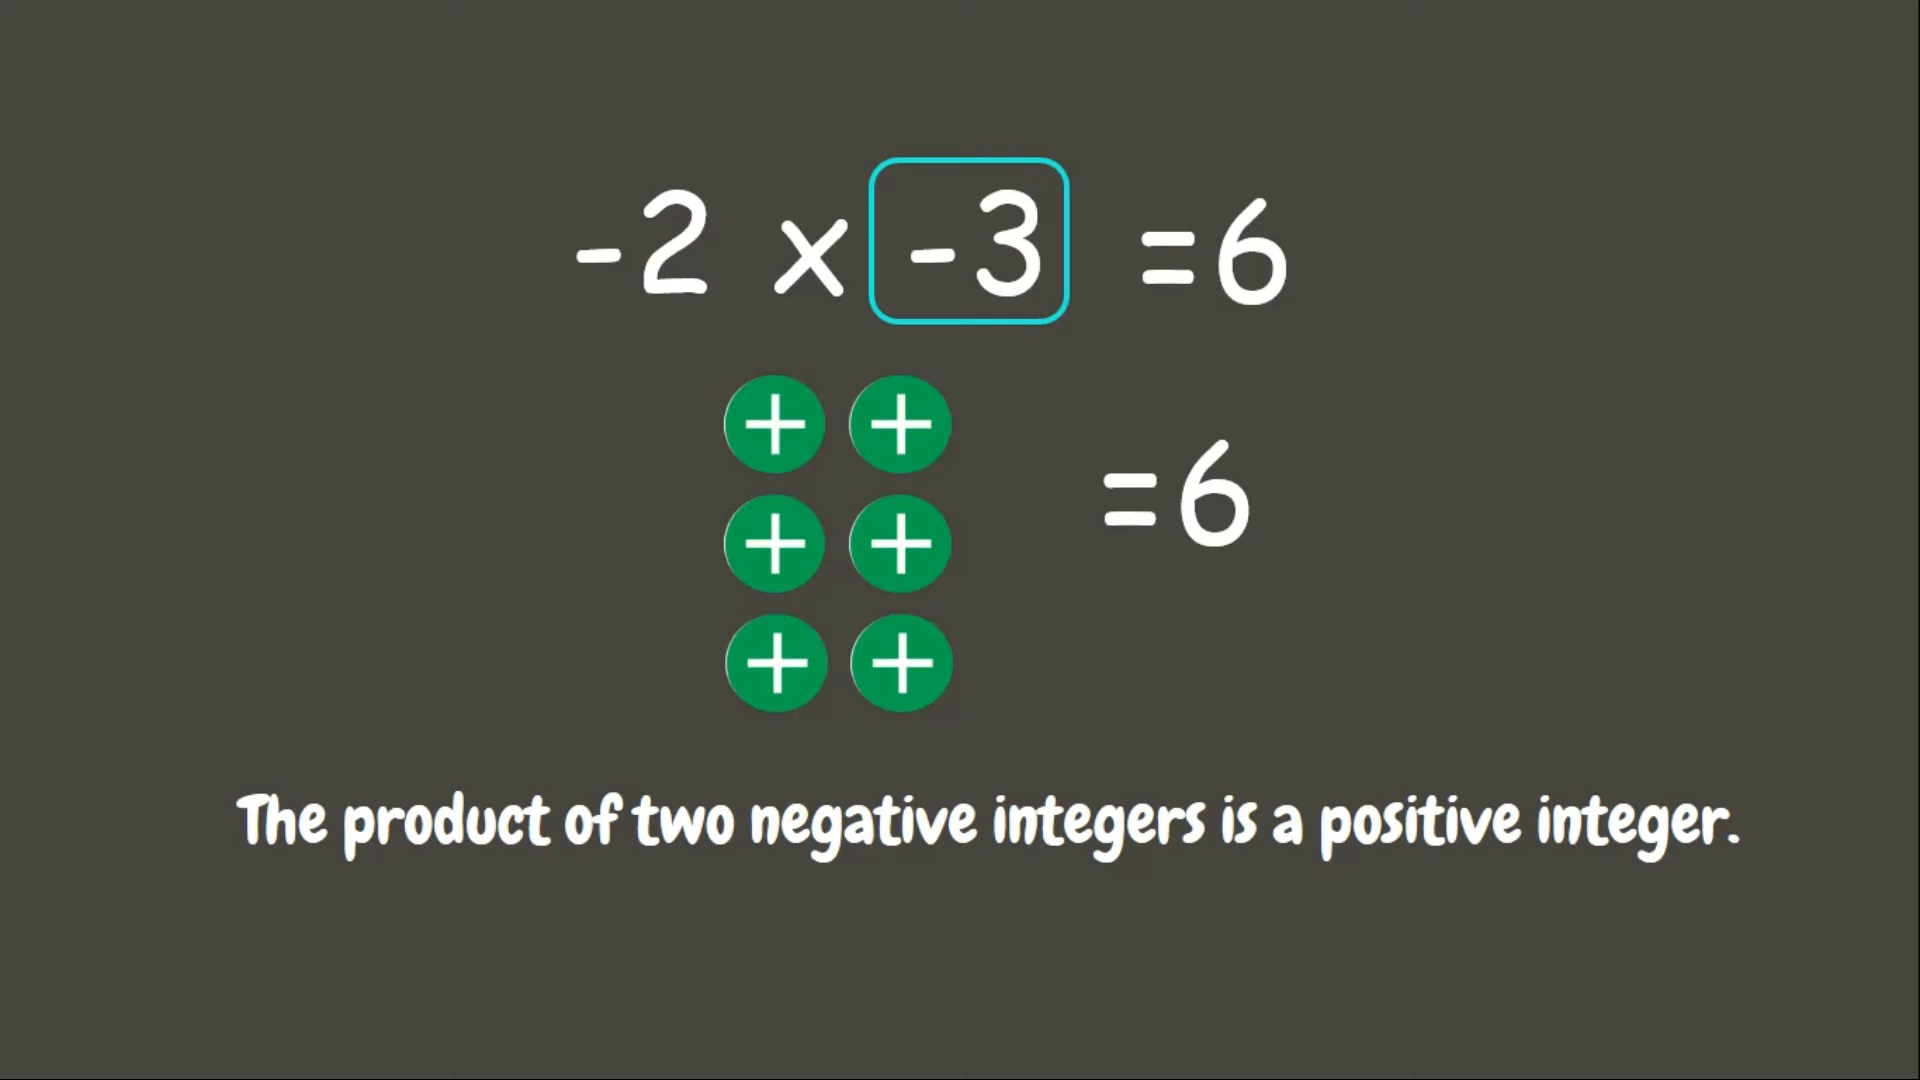 -2 x -3 =6
+ +
+ + =6
+ +
The product of two negative integers is a positive integer.